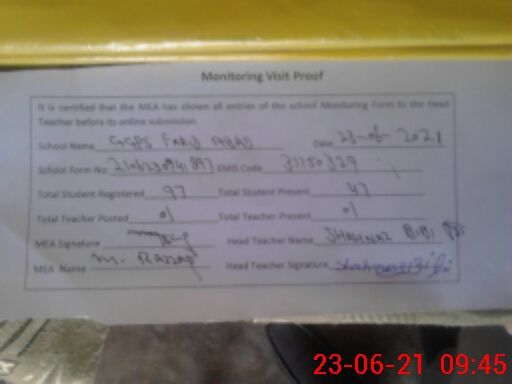 Monitoring Visit Proof
It is certified that the MEA has shown all entries of the school Monitoring Form to the Head
Teacher before its online submission.
School Name GGPS FARID ABAD Date 23-06-2021
School Form No EMIS Code 31250329
Total Student Registered 97 Total Student Present 47
Total Teacher Posted 01 Total Teacher Present 01
MEA Signature Head Teacher Name SHAHNAZ BIBI
MEA Name M. Razzaq Head Teacher Signature
23-06-21 09:45